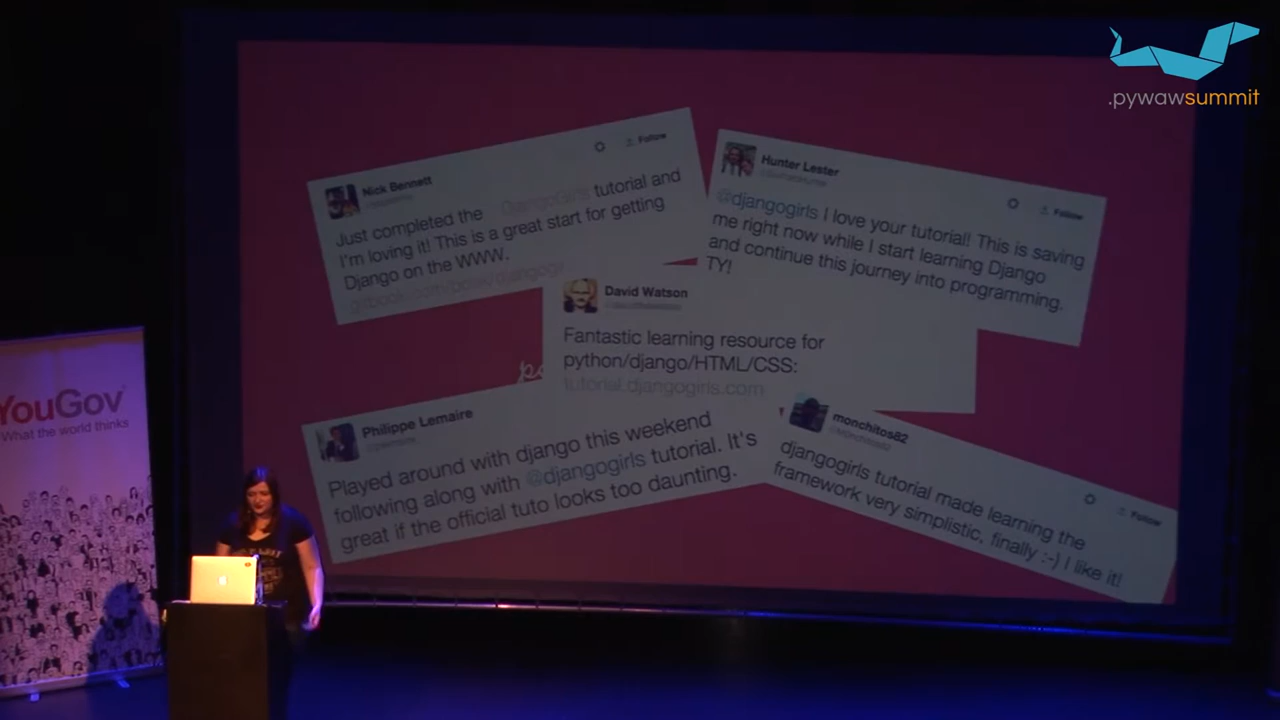 .pywawsummit
Nick Bennett
Follow
Just completed the DjangoGirls tutorial and
I'm loving it! This is a great start for getting
Django on the WWW.
Hunter Lester
Follow
@djangogirls I love your tutorial! This is saving
me right now while I start learning Django
and continue this journey into programming.
TY!
David Watson
Fantastic learning resource for
python/django/HTML/CSS:
tutorial.djangogirls.com
Philippe Lemaire
Played around with django this weekend
following along with @djangogirls tutorial. It's
great if the official tuto looks too daunting.
monchitos82
@Monchitos82
Follow
djangogirls tutorial made learning the
framework very simplistic, finally :-) I like it!
YouGov
What the world thinks